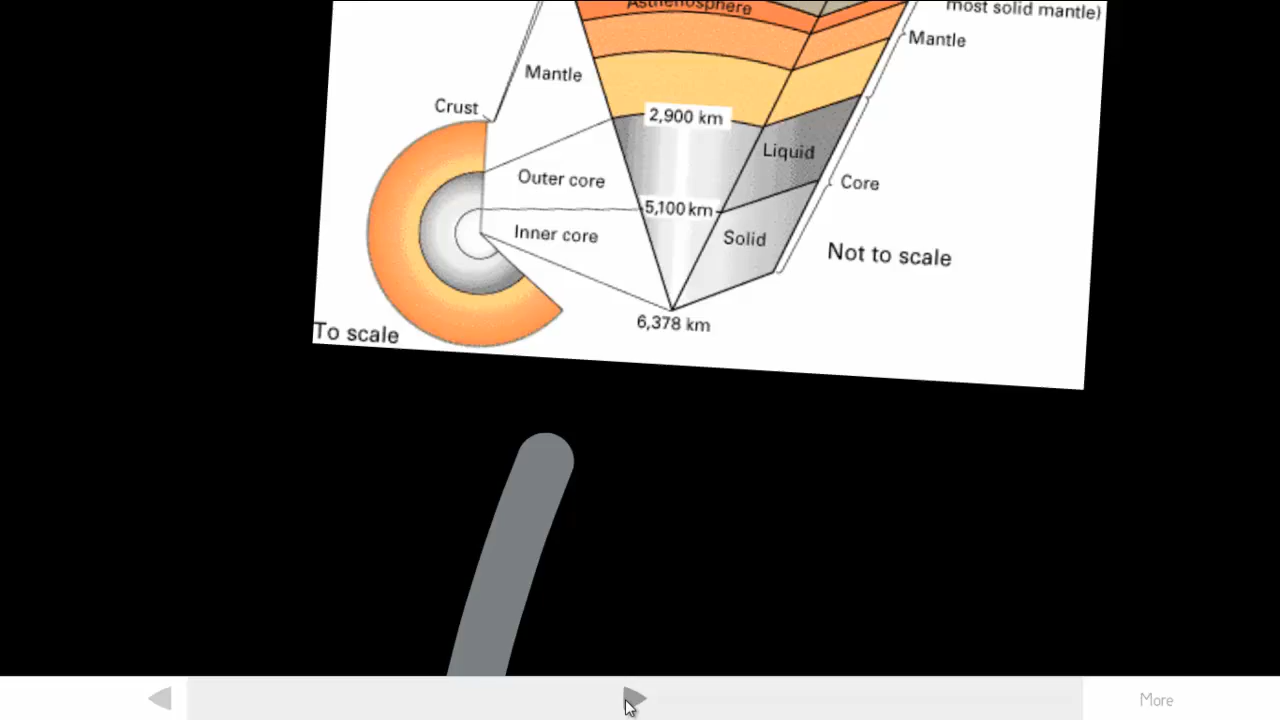 Asthenosphere
most solid mantle)
Mantle
Mantle
Crust
2,900 km
Liquid
Outer core
Core
5,100 km
Inner core
Solid
Not to scale
6,378 km
To scale
More